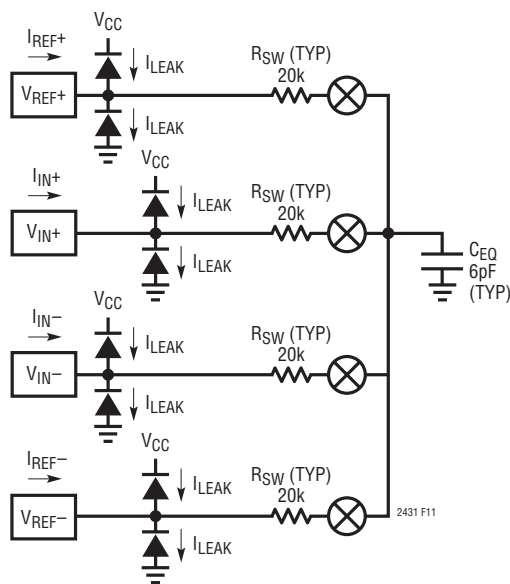 VCC
IREF+
ILEAK
RSW (TYP)
20k
VREF+
ILEAK
VCC
IIN+
ILEAK
RSW (TYP)
20k
VIN+
ILEAK
CEQ
6pF
(TYP)
VCC
IIN–
ILEAK
RSW (TYP)
20k
VIN–
ILEAK
VCC
IREF–
ILEAK
RSW (TYP)
20k
VREF–
2431 F11
ILEAK